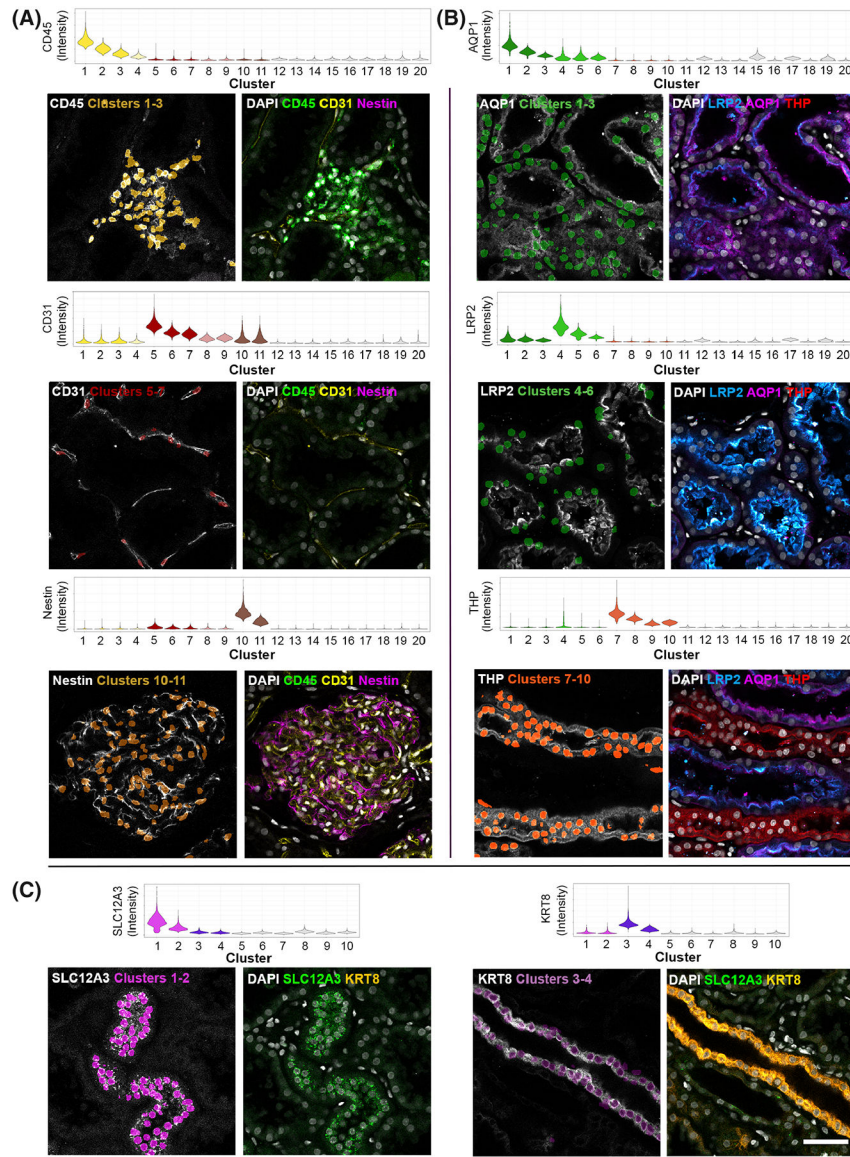 (A)
CD45
(Intensity)
1 2 3 4 5 6 7 8 9 10 11 12 13 14 15 16 17 18 19 20
Cluster
CD45 Clusters 1-3
DAPI CD45 CD31 Nestin
CD31
(Intensity)
1 2 3 4 5 6 7 8 9 10 11 12 13 14 15 16 17 18 19 20
Cluster
CD31 Clusters 5-7
DAPI CD45 CD31 Nestin
Nestin
(Intensity)
1 2 3 4 5 6 7 8 9 10 11 12 13 14 15 16 17 18 19 20
Cluster
Nestin Clusters 10-11
DAPI CD45 CD31 Nestin
(B)
AQP1
(Intensity)
1 2 3 4 5 6 7 8 9 10 11 12 13 14 15 16 17 18 19 20
Cluster
AQP1 Clusters 1-3
DAPI LRP2 AQP1 THP
LRP2
(Intensity)
1 2 3 4 5 6 7 8 9 10 11 12 13 14 15 16 17 18 19 20
Cluster
LRP2 Clusters 4-6
DAPI LRP2 AQP1 THP
THP
(Intensity)
1 2 3 4 5 6 7 8 9 10 11 12 13 14 15 16 17 18 19 20
Cluster
THP Clusters 7-10
DAPI LRP2 AQP1 THP
(C)
SLC12A3
(Intensity)
1 2 3 4 5 6 7 8 9 10
Cluster
SLC12A3 Clusters 1-2
DAPI SLC12A3 KRT8
KRT8
(Intensity)
1 2 3 4 5 6 7 8 9 10
Cluster
KRT8 Clusters 3-4
DAPI SLC12A3 KRT8